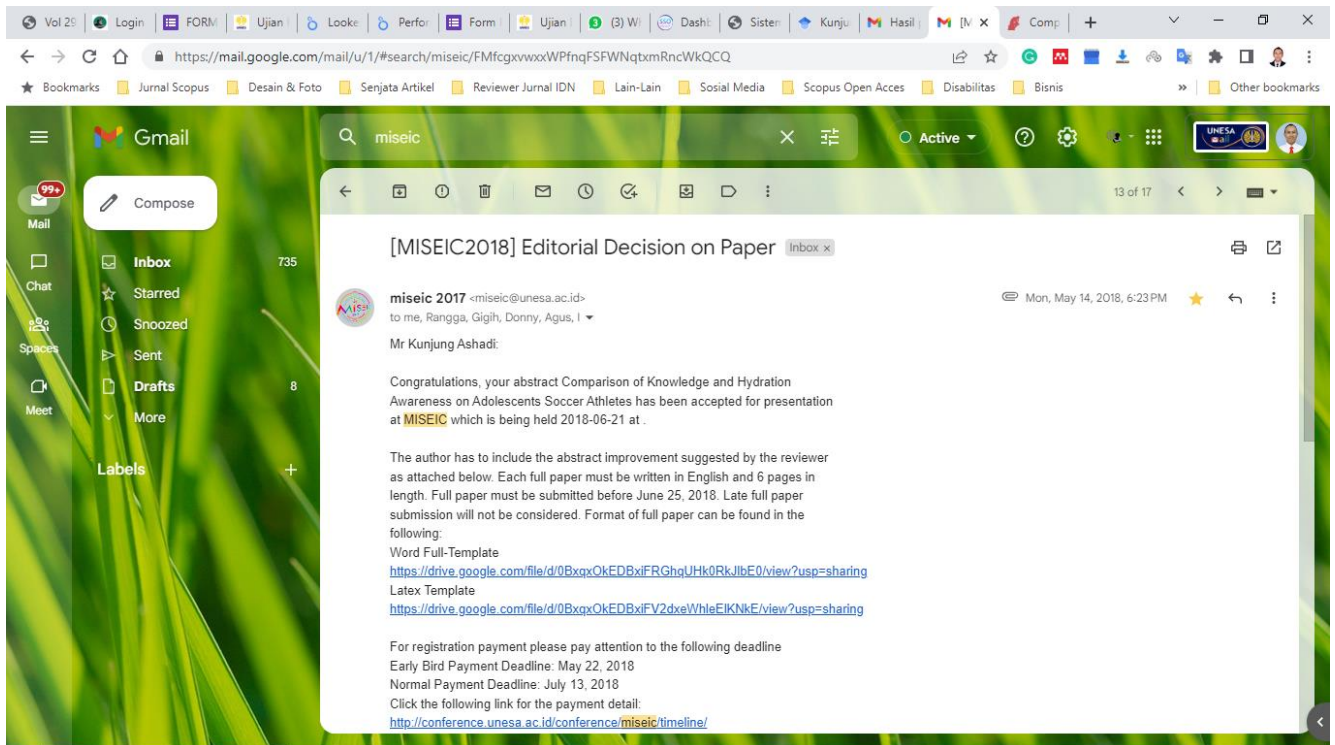 Vol 29
Login
FORM
Ujian
Looke
Perfor
Form
Ujian
(3) Wh
Dashb
Sisten
Kunju
Hasil
[M
Comp
https://mail.google.com/mail/u/1/#search/miseic/FMfcgxvwxxWPfnqFSFWNqtxmRncWkQCQ
Bookmarks
Jurnal Scopus
Desain & Foto
Senjata Artikel
Reviewer Jurnal IDN
Lain-Lain
Sosial Media
Scopus Open Acces
Disabilitas
Bisnis
»
Other bookmarks
Gmail
miseic
Active
UNESA
99+
Mail
Chat
Spaces
Meet
Compose
Inbox 735
Starred
Snoozed
Sent
Drafts 8
More
Labels
13 of 17
[MISEIC2018] Editorial Decision on Paper Inbox ×
miseic 2017 <miseic@unesa.ac.id>
Mon, May 14, 2018, 6:23 PM
to me, Rangga, Gigih, Donny, Agus, I
Mr Kunjung Ashadi:
Congratulations, your abstract Comparison of Knowledge and Hydration
Awareness on Adolescents Soccer Athletes has been accepted for presentation
at MISEIC which is being held 2018-06-21 at .
The author has to include the abstract improvement suggested by the reviewer
as attached below. Each full paper must be written in English and 6 pages in
length. Full paper must be submitted before June 25, 2018. Late full paper
submission will not be considered. Format of full paper can be found in the
following:
Word Full-Template
https://drive.google.com/file/d/0BxqxOkEDBxiFRGhqUHk0RkJIbE0/view?usp=sharing
Latex Template
https://drive.google.com/file/d/0BxqxOkEDBxiFV2dxeWhleElKNkE/view?usp=sharing
For registration payment please pay attention to the following deadline
Early Bird Payment Deadline: May 22, 2018
Normal Payment Deadline: July 13, 2018
Click the following link for the payment detail:
http://conference.unesa.ac.id/conference/miseic/timeline/